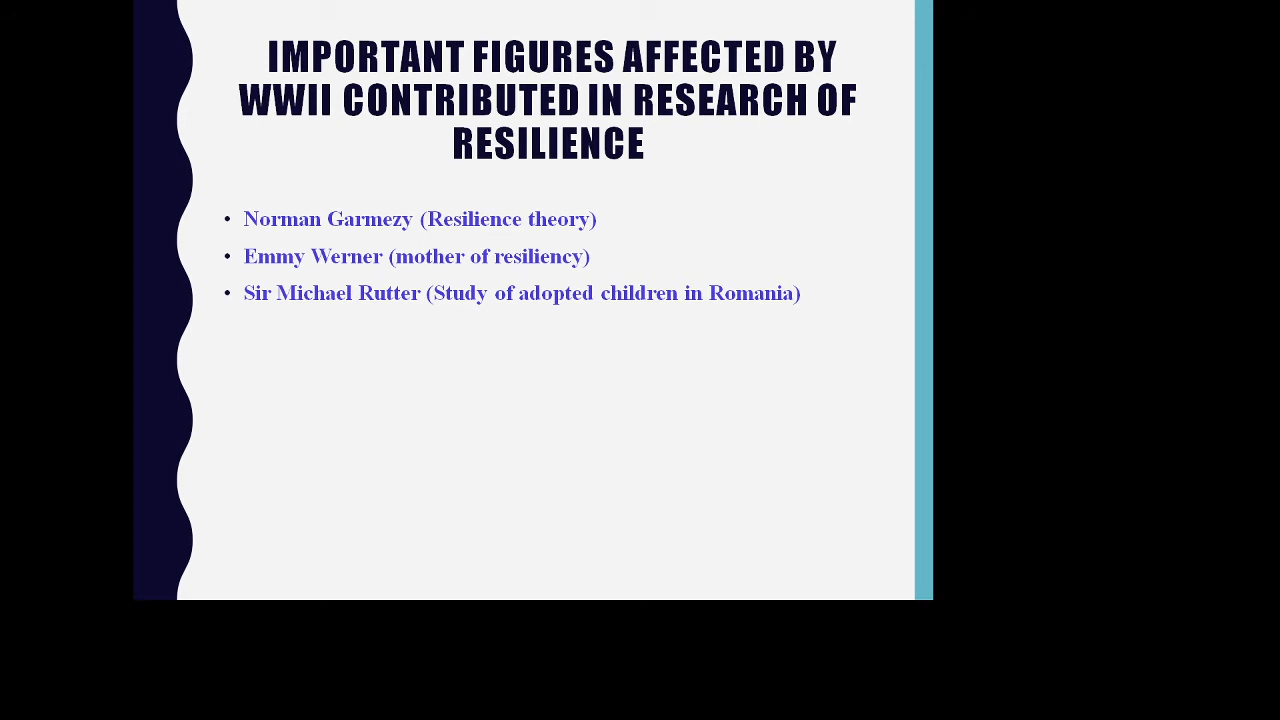 IMPORTANT FIGURES AFFECTED BY
WWII CONTRIBUTED IN RESEARCH OF
RESILIENCE
• Norman Garmezy (Resilience theory)
• Emmy Werner (mother of resiliency)
• Sir Michael Rutter (Study of adopted children in Romania)